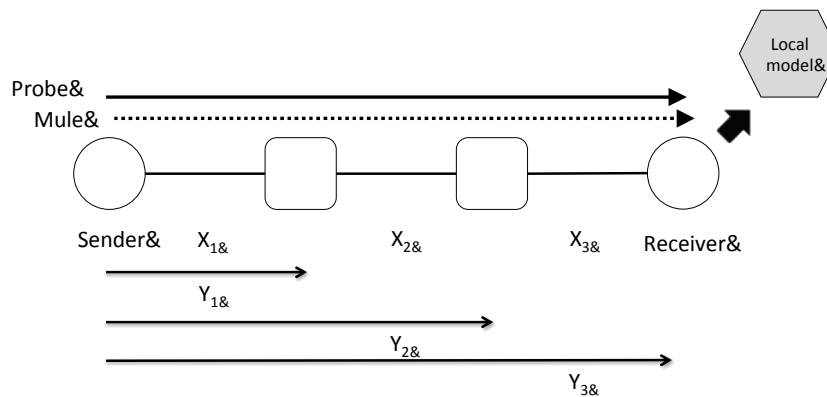 Local
model&
Probe&
Mule&
Sender&
X1&
X2&
X3&
Receiver&
Y1&
Y2&
Y3&